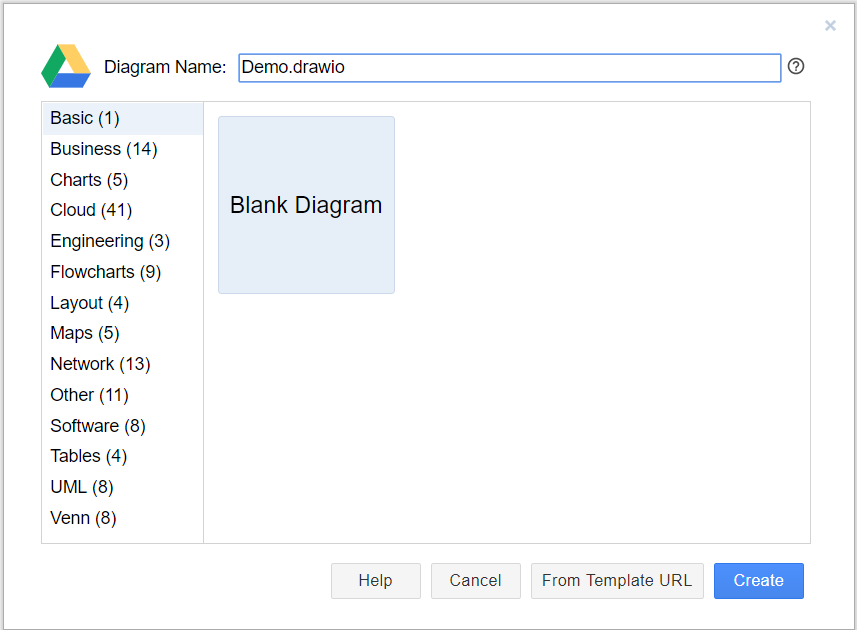 Diagram Name: Demo.drawio
Basic (1)
Business (14)
Charts (5)
Cloud (41)
Engineering (3)
Flowcharts (9)
Layout (4)
Maps (5)
Network (13)
Other (11)
Software (8)
Tables (4)
UML (8)
Venn (8)
Blank Diagram
Help Cancel From Template URL Create